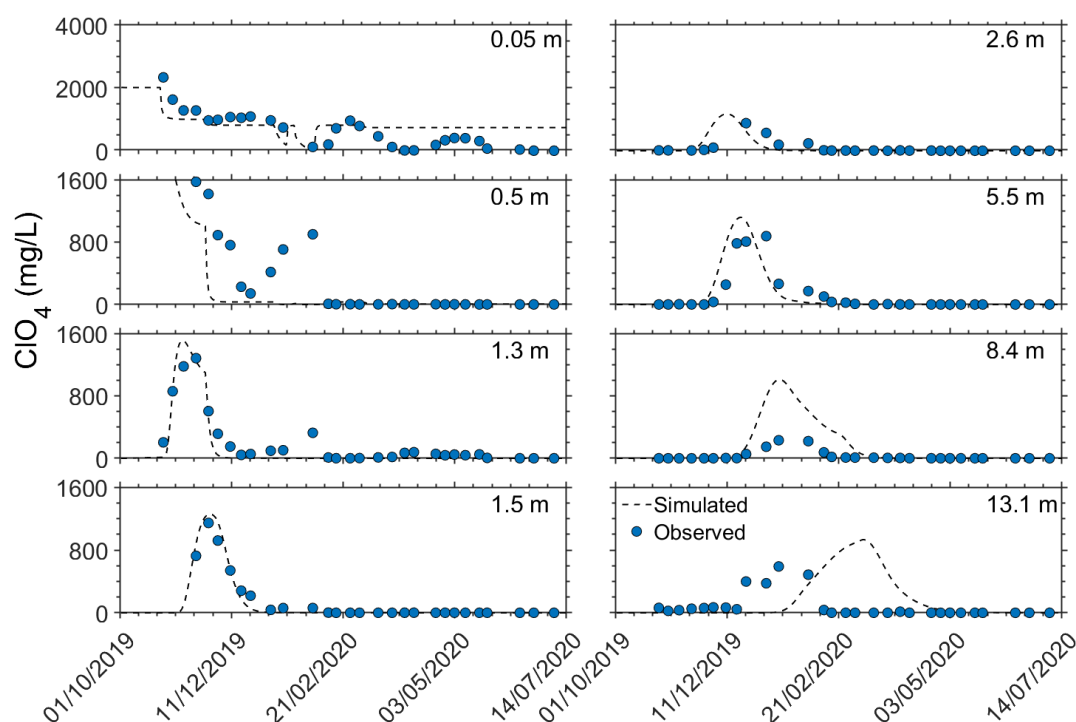 4000
2000
0
0.05 m
2.6 m
1600
800
0
0.5 m
5.5 m
ClO4 (mg/L)
1600
800
0
1.3 m
8.4 m
1600
800
0
1.5 m
Simulated
Observed
13.1 m
01/10/2019
11/12/2019
21/02/2020
03/05/2020
14/07/2020
01/10/2019
11/12/2019
21/02/2020
03/05/2020
14/07/2020